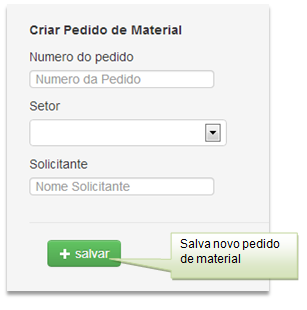 Criar Pedido de Material
Numero do pedido
Numero da Pedido
Setor
Solicitante
Nome Solicitante
+ salvar
Salva novo pedido
de material